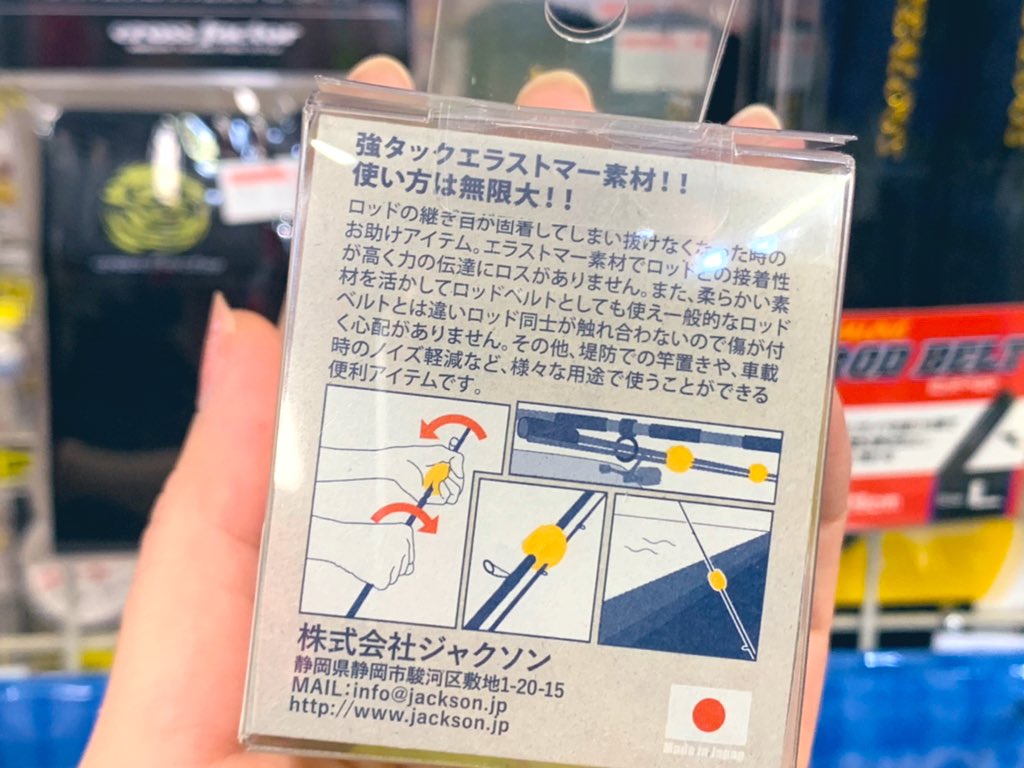 cross factor
強タックエラストマー素材!!
使い方は無限大!!
ロッドの継ぎ目が固着してしまい抜けなくなった時の
お助けアイテム。エラストマー素材でロッドとの接着性
が高く力の伝達にロスがありません。また、柔らかい素
材を活かしてロッドベルトとしても使え一般的なロッド
ベルトとは違いロッド同士が触れ合わないので傷が付
く心配がありません。その他、堤防での竿置きや、車載
時のノイズ軽減など、様々な用途で使うことができる
便利アイテムです。
株式会社ジャクソン
静岡県静岡市駿河区敷地1-20-15
MAIL:info@jackson.jp
http://www.jackson.jp
Made in Japan
ROD BELT
L